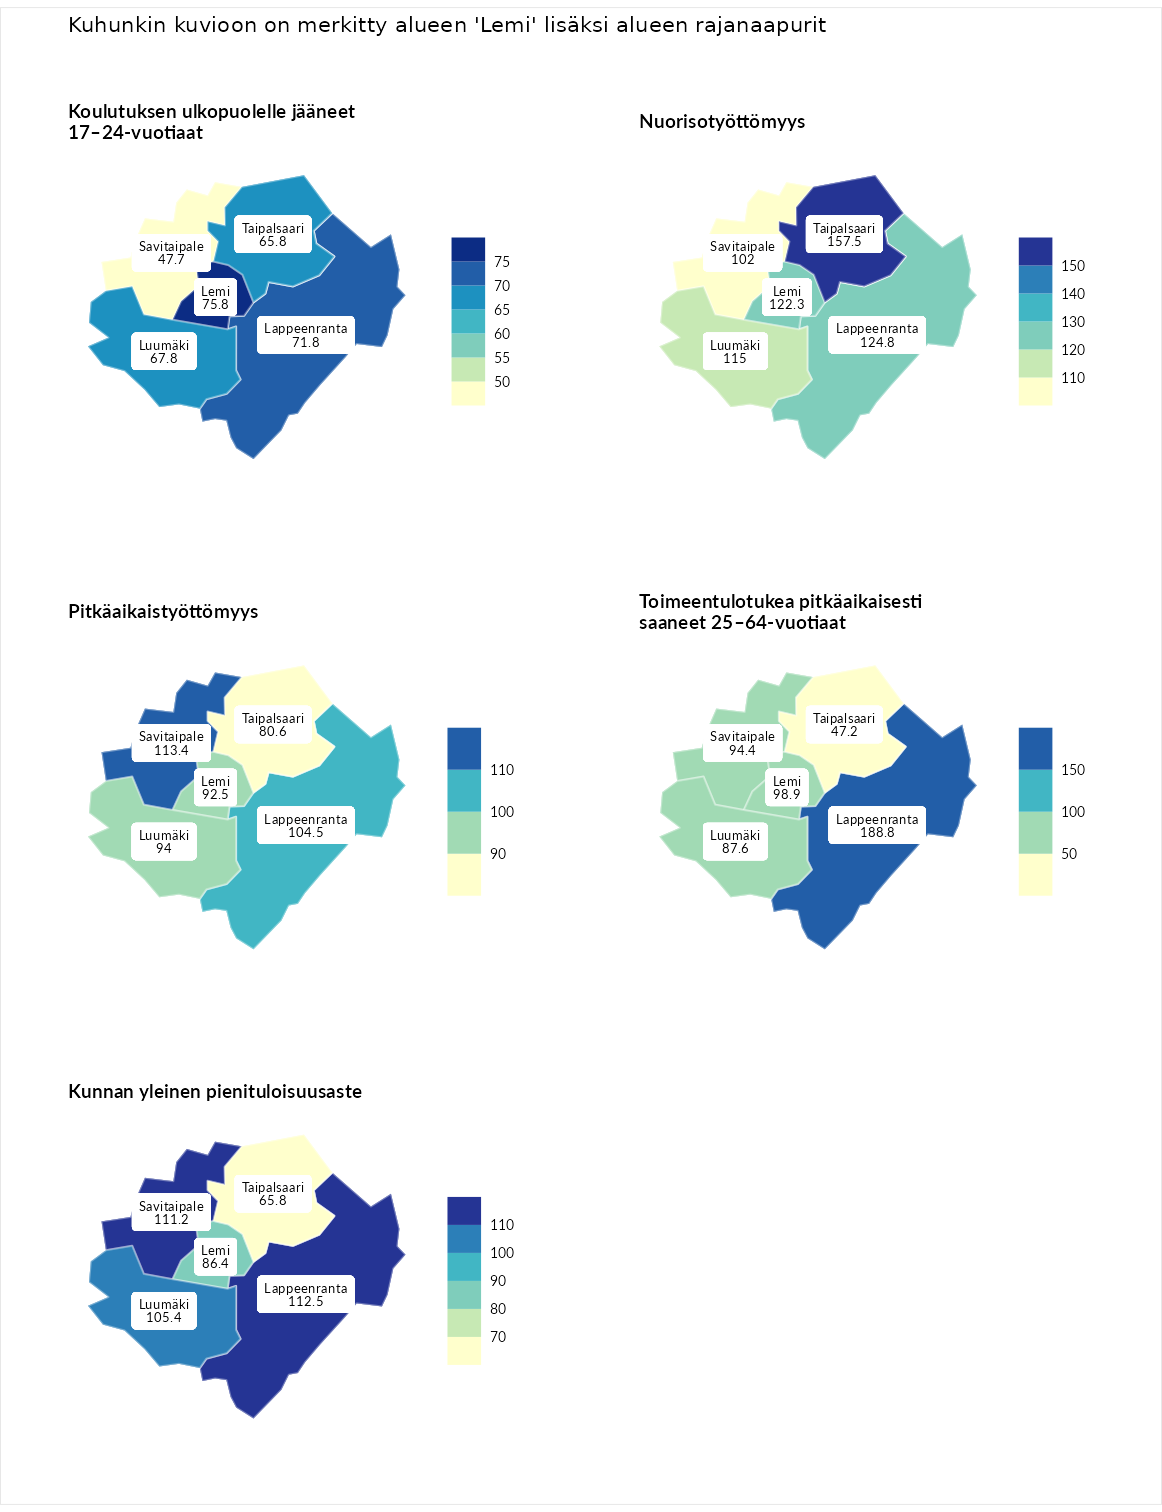 Kuhunkin kuvioon on merkitty alueen 'Lemi' lisäksi alueen rajanaapurit
Koulutuksen ulkopuolelle jääneet
17–24-vuotiaat
Taipalsaari
65.8
Savitaipale
47.7
Lemi
75.8
Lappeenranta
71.8
Luumäki
67.8
75
70
65
60
55
50
Nuorisotyöttömyys
Taipalsaari
157.5
Savitaipale
102
Lemi
122.3
Lappeenranta
124.8
Luumäki
115
150
140
130
120
110
Pitkäaikaistyöttömyys
Taipalsaari
80.6
Savitaipale
113.4
Lemi
92.5
Lappeenranta
104.5
Luumäki
94
110
100
90
Toimeentulotukea pitkäaikaisesti
saaneet 25–64-vuotiaat
Taipalsaari
47.2
Savitaipale
94.4
Lemi
98.9
Lappeenranta
188.8
Luumäki
87.6
150
100
50
Kunnan yleinen pienituloisuusaste
Taipalsaari
65.8
Savitaipale
111.2
Lemi
86.4
Lappeenranta
112.5
Luumäki
105.4
110
100
90
80
70